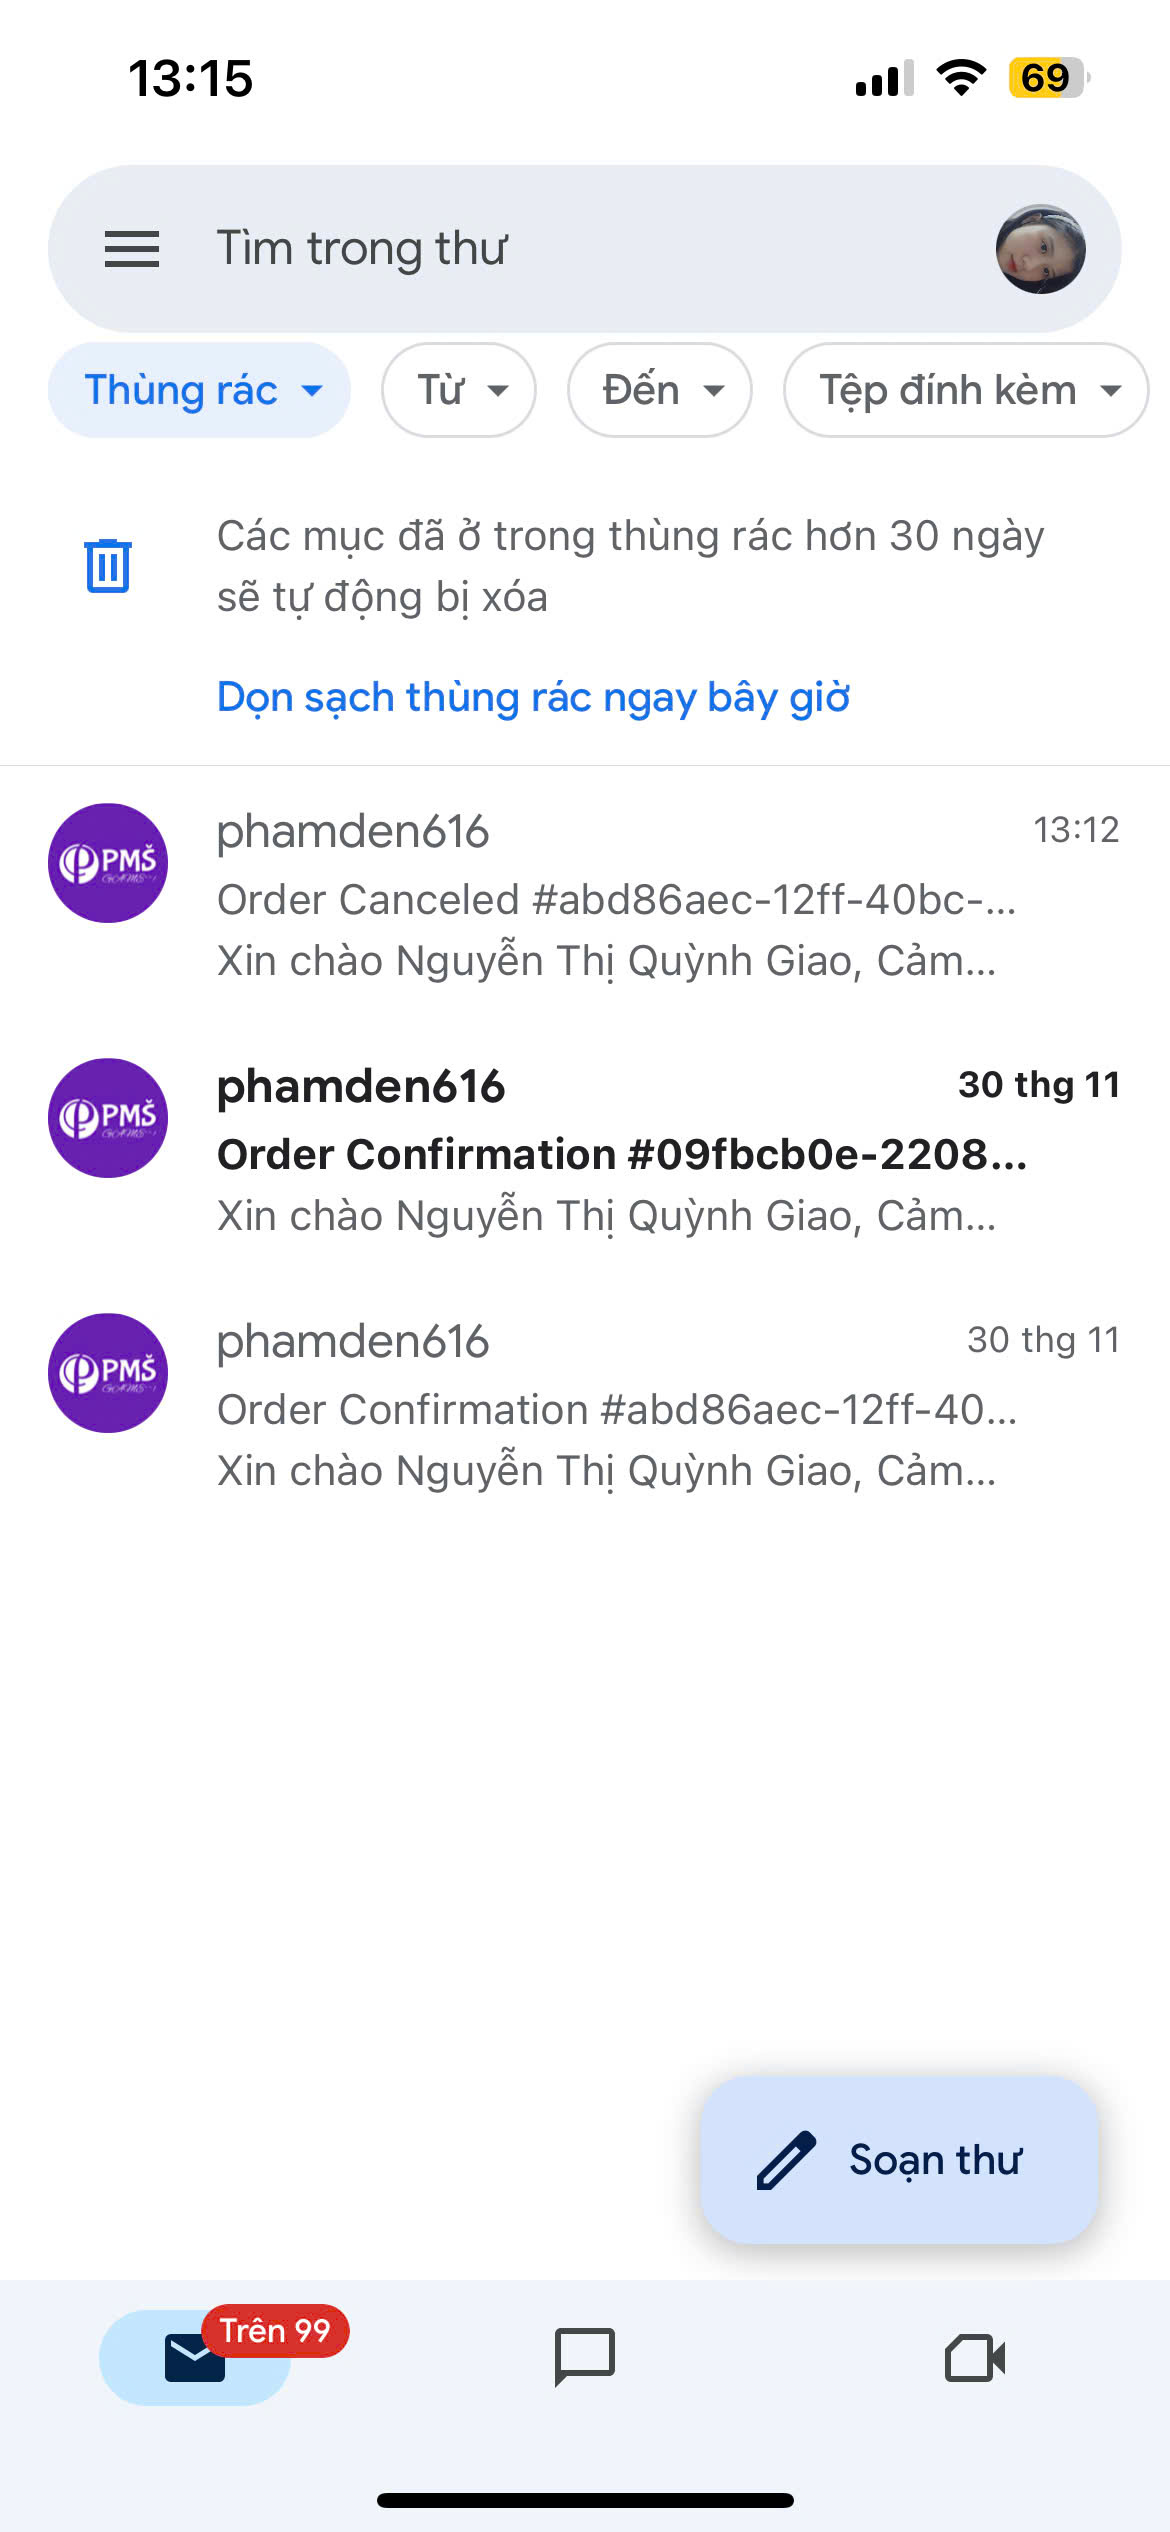 13:15
69
Tìm trong thư
Thùng rác
Từ
Đến
Tệp đính kèm
Các mục đã ở trong thùng rác hơn 30 ngày
sẽ tự động bị xóa
Dọn sạch thùng rác ngay bây giờ
PMŠ
phamden616
13:12
Order Canceled #abd86aec-12ff-40bc-...
Xin chào Nguyễn Thị Quỳnh Giao, Cảm...
PMŠ
phamden616
30 thg 11
Order Confirmation #09fbcb0e-2208...
Xin chào Nguyễn Thị Quỳnh Giao, Cảm...
PMŠ
phamden616
30 thg 11
Order Confirmation #abd86aec-12ff-40...
Xin chào Nguyễn Thị Quỳnh Giao, Cảm...
Soạn thư
Trên 99